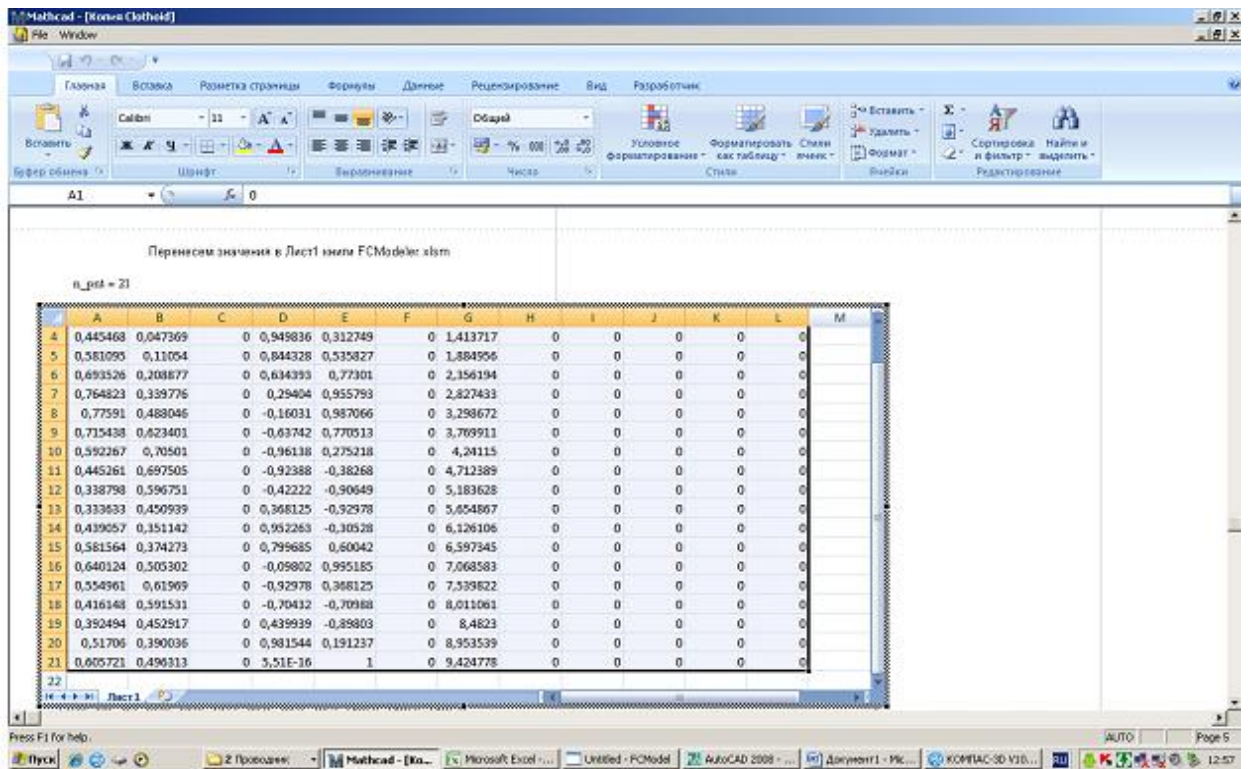 Mathcad - [Копия Clothoid]
File Window
Главная Вставка Разметка страницы Формулы Данные Рецензирование Вид Разработчик
Вставить
Calibri 11
Ж К Ч
Общий
% 000
Условное форматирование
Форматировать как таблицу
Стили ячеек
Вставить
Удалить
Формат
Σ
Сортировка и фильтр
Найти и выделить
Буфер обмена Шрифт Выравнивание Число Стили Ячейки Редактирование
A1 fx 0
Перенесем значения в Лист1 книги FCModeler.xlsm
n_pnt = 21
A B C D E F G H I J K L M
4 0,445468 0,047369 0 0,949836 0,312749 0 1,413717 0 0 0 0 0
5 0,581095 0,11054 0 0,844328 0,535827 0 1,884956 0 0 0 0 0
6 0,693526 0,208877 0 0,634393 0,77301 0 2,356194 0 0 0 0 0
7 0,764823 0,339776 0 0,29404 0,955793 0 2,827433 0 0 0 0 0
8 0,77591 0,488046 0 -0,16031 0,987066 0 3,298672 0 0 0 0 0
9 0,715438 0,623401 0 -0,63742 0,770513 0 3,769911 0 0 0 0 0
10 0,592267 0,70501 0 -0,96138 0,275218 0 4,24115 0 0 0 0 0
11 0,445261 0,697505 0 -0,92388 -0,38268 0 4,712389 0 0 0 0 0
12 0,338798 0,596751 0 -0,42222 -0,90649 0 5,183628 0 0 0 0 0
13 0,333633 0,450939 0 0,368125 -0,92978 0 5,654867 0 0 0 0 0
14 0,439057 0,351142 0 0,952263 -0,30528 0 6,126106 0 0 0 0 0
15 0,581564 0,374273 0 0,799685 0,60042 0 6,597345 0 0 0 0 0
16 0,640124 0,505302 0 -0,09802 0,995185 0 7,068583 0 0 0 0 0
17 0,554961 0,61969 0 -0,92978 0,368125 0 7,539822 0 0 0 0 0
18 0,416148 0,591531 0 -0,70432 -0,70988 0 8,011061 0 0 0 0 0
19 0,392494 0,452917 0 0,439939 -0,89803 0 8,4823 0 0 0 0 0
20 0,51706 0,390036 0 0,981544 0,191237 0 8,953539 0 0 0 0 0
21 0,605721 0,496313 0 5,51E-16 1 0 9,424778 0 0 0 0 0
22
Лист1
Press F1 for help. AUTO Page 5
Пуск 2 Проводник Mathcad - [Ко... Microsoft Excel -... Untitled - FCModel AutoCAD 2008 - ... Документ1 - Mic... КОМПАС-3D V10... RU 12:57